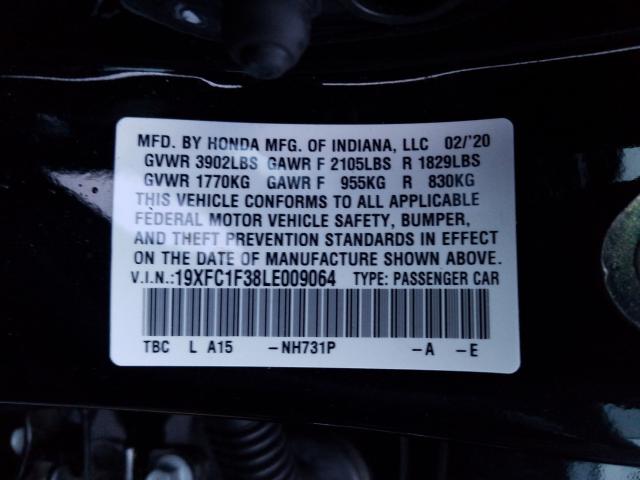 MFD. BY HONDA MFG. OF INDIANA, LLC 02/'20
GVWR 3902LBS GAWR F 2105LBS R 1829LBS
GVWR 1770KG GAWR F 955KG R 830KG
THIS VEHICLE CONFORMS TO ALL APPLICABLE
FEDERAL MOTOR VEHICLE SAFETY, BUMPER,
AND THEFT PREVENTION STANDARDS IN EFFECT
ON THE DATE OF MANUFACTURE SHOWN ABOVE.
V.I.N.:19XFC1F38LE009064 TYPE: PASSENGER CAR
TBC L A15 -NH731P -A -E